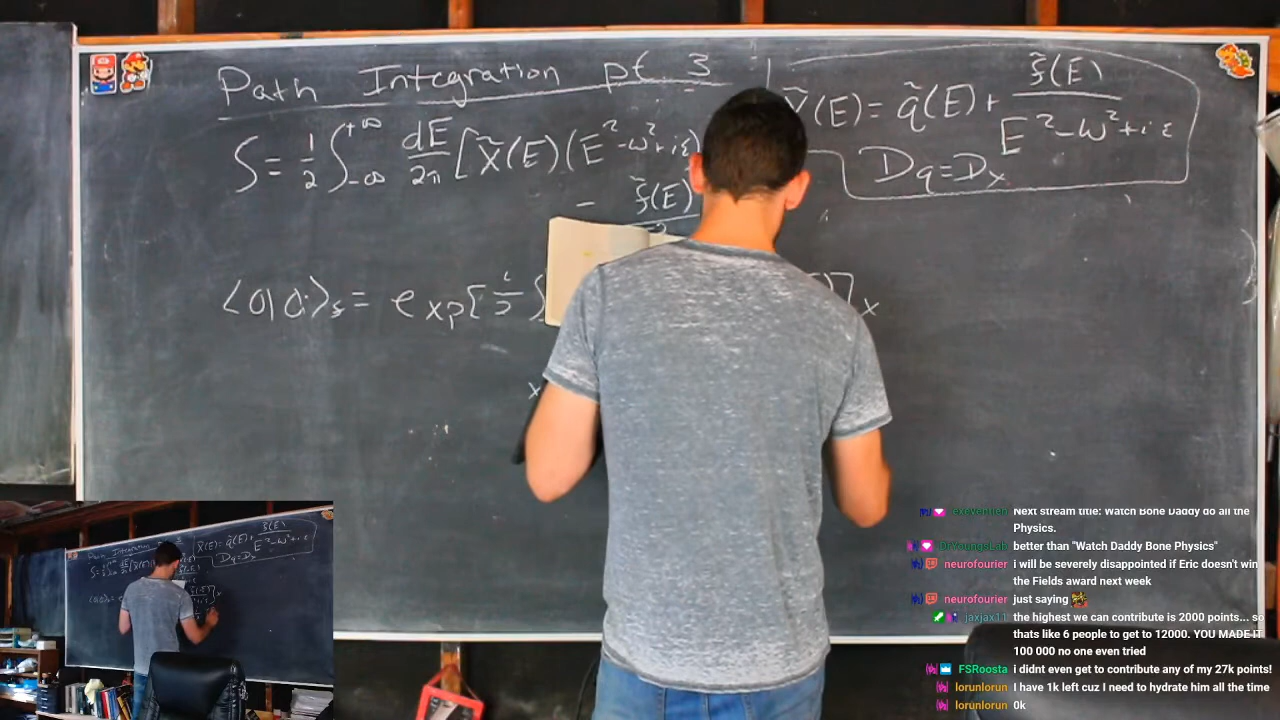 Path Integration pt 3
x̃(E) = q̃(E) + ξ̃(E) / E²-ω²+iε
Dq=Dx
S = 1/2 ∫-∞+∞ dE/2π [x̃(E)(E²-ω²+iε)
- ξ̃(E)
⟨0|0⟩ = exp[ i/2 ∫ ] x
x
exeventien Next stream title: Watch Bone Daddy do all the
Physics.
DrYoungsLab better than "Watch Daddy Bone Physics"
neurofourier i will be severely disappointed if Eric doesn't win
the Fields award next week
neurofourier just saying
jaxjax11 the highest we can contribute is 2000 points... so
thats like 6 people to get to 12000. YOU MADE IT
100 000 no one even tried
FSRoosta i didnt even get to contribute any of my 27k points!
lorunlorun I have 1k left cuz I need to hydrate him all the time
lorunlorun 0k